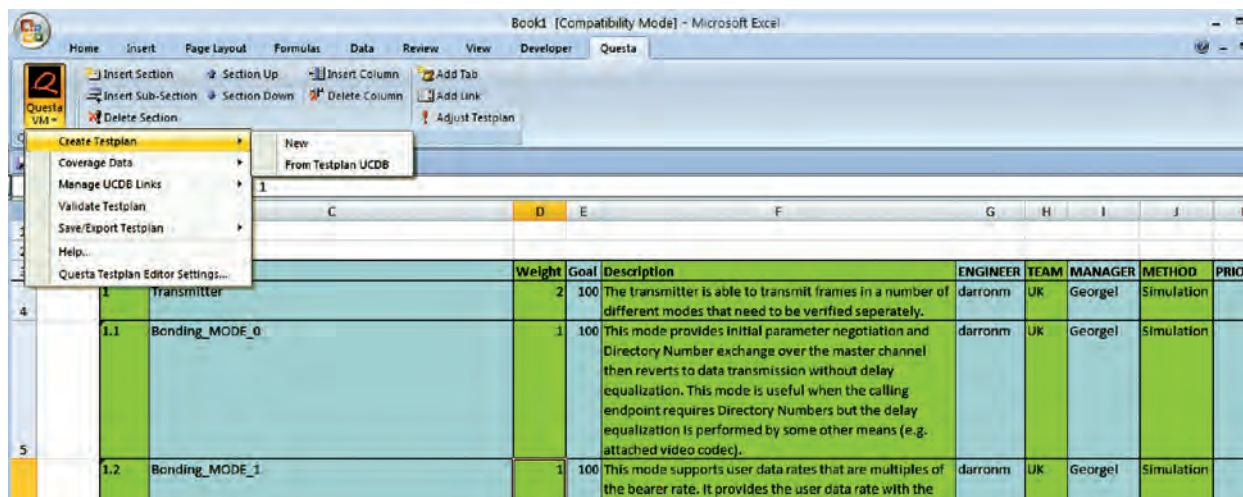 Book1 [Compatibility Mode] - Microsoft Excel
Home Insert Page Layout Formulas Data Review View Developer Questa
Insert Section Section Up Insert Column Add Tab
Insert Sub-Section Section Down Delete Column Add Link
Delete Section Adjust Testplan
Questa
VM
Create Testplan
Coverage Data
Manage UCDB Links
Validate Testplan
Save/Export Testplan
Help...
Questa Testplan Editor Settings...
New
From Testplan UCDB
1
C D E F G H I J
Weight Goal Description ENGINEER TEAM MANAGER METHOD PRIO
4
1 Transmitter 2 100 The transmitter is able to transmit frames in a number of darronm UK Georgel Simulation
different modes that need to be verified seperately.
5
1.1 Bonding_MODE_0 1 100 This mode provides initial parameter negotiation and darronm UK Georgel Simulation
Directory Number exchange over the master channel
then reverts to data transmission without delay
equalization. This mode is useful when the calling
endpoint requires Directory Numbers but the delay
equalization is performed by some other means (e.g.
attached video codec).
1.2 Bonding_MODE_1 1 100 This mode supports user data rates that are multiples of darronm UK Georgel Simulation
the bearer rate. It provides the user data rate with the